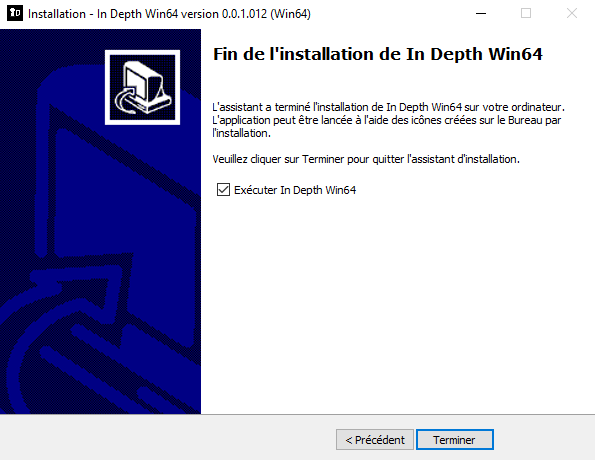 Installation - In Depth Win64 version 0.0.1.012 (Win64)
Fin de l'installation de In Depth Win64
L'assistant a terminé l'installation de In Depth Win64 sur votre ordinateur.
L'application peut être lancée à l'aide des icônes créées sur le Bureau par
l'installation.
Veuillez cliquer sur Terminer pour quitter l'assistant d'installation.
Exécuter In Depth Win64
< Précédent
Terminer